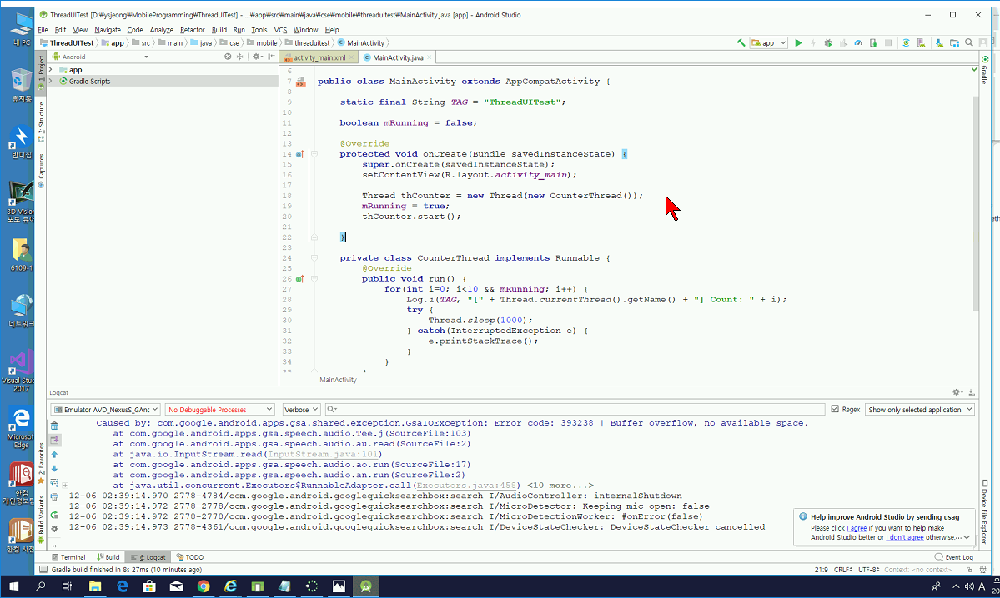 ThreadUITest [D:\ysjeong\MobileProgramming\ThreadUITest] - ...\app\src\main\java\cse\mobile\threaduitest\MainActivity.java [app] - Android Studio
File Edit View Navigate Code Analyze Refactor Build Run Tools VCS Window Help
ThreadUITest app src main java cse mobile threaduitest MainActivity
app
Android
activity_main.xml
MainActivity.java
app
Gradle Scripts
1: Project
Z: Structure
Captures
2: Favorites
Build Variants
Gradle
Device File Explorer
내 PC
휴지통
반디집
3D Vision
포토 뷰어
6109-1
네트워크
Visual Stud
2017
Microsof
Edge
한컴
개인정보탐
한컴 사전
6
7 public class MainActivity extends AppCompatActivity {
8
9 static final String TAG = "ThreadUITest";
10
11 boolean mRunning = false;
12
13 @Override
14 protected void onCreate(Bundle savedInstanceState) {
15 super.onCreate(savedInstanceState);
16 setContentView(R.layout.activity_main);
17
18 Thread thCounter = new Thread(new CounterThread());
19 mRunning = true;
20 thCounter.start();
21
22 }
23
24 private class CounterThread implements Runnable {
25 @Override
26 public void run() {
27 for(int i=0; i<10 && mRunning; i++) {
28 Log.i(TAG, "[" + Thread.currentThread().getName() + "] Count: " + i);
29 try {
30 Thread.sleep(1000);
31 } catch(InterruptedException e) {
32 e.printStackTrace();
33 }
34 }
35 }
MainActivity
Logcat
Emulator AVD_NexusS_GAnd No Debuggable Processes Verbose Regex Show only selected application
Caused by: com.google.android.apps.gsa.shared.exception.GsaIOException: Error code: 393238 | Buffer overflow, no available space.
at com.google.android.apps.gsa.speech.audio.Tee.j(SourceFile:103)
at com.google.android.apps.gsa.speech.audio.au.read(SourceFile:2)
at java.io.InputStream.read(InputStream.java:101)
at com.google.android.apps.gsa.speech.audio.ao.run(SourceFile:17)
at com.google.android.apps.gsa.speech.audio.an.run(SourceFile:2)
at java.util.concurrent.Executors$RunnableAdapter.call(Executors.java:458) <10 more...>
12-06 02:39:14.970 2778-4784/com.google.android.googlequicksearchbox:search I/AudioController: internalShutdown
12-06 02:39:14.972 2778-2778/com.google.android.googlequicksearchbox:search I/MicroDetector: Keeping mic open: false
12-06 02:39:14.972 2778-2778/com.google.android.googlequicksearchbox:search I/MicroDetectionWorker: #onError(false)
12-06 02:39:14.973 2778-4361/com.google.android.googlequicksearchbox:search I/DeviceStateChecker: DeviceStateChecker cancelled
Help improve Android Studio by sending usag
Please click I agree if you want to help make
Android Studio better or I don't agree otherwise....
Terminal Build 6: Logcat TODO Event Log
Gradle build finished in 8s 27ms (10 minutes ago) 21:9 CRLF UTF-8 Context: <no context>
A